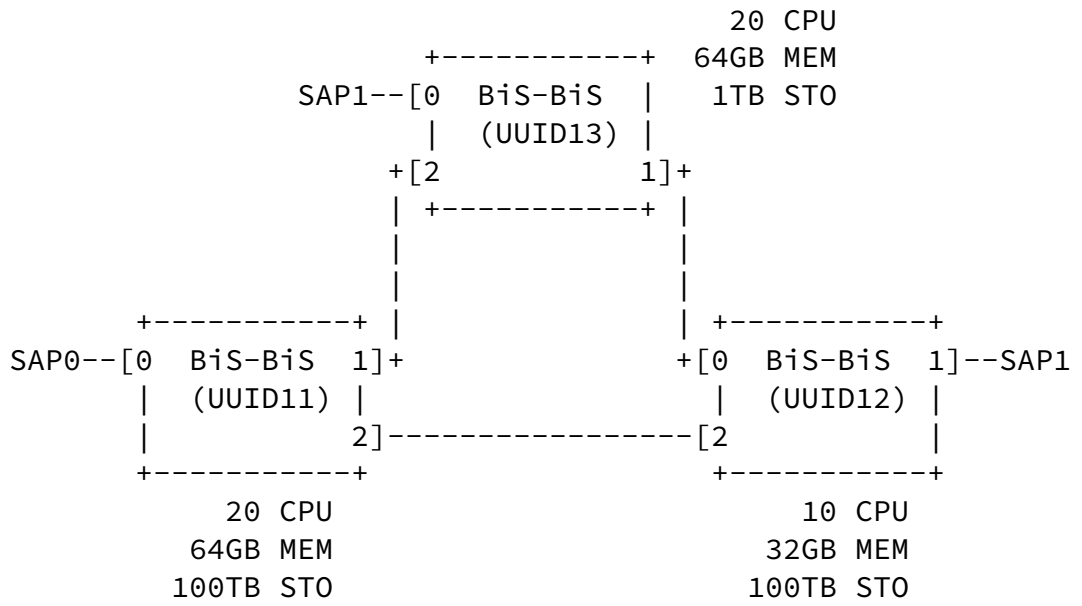 20 CPU
+-----------+ 64GB MEM
SAP1--[0 BiS-BiS | 1TB STO
| (UUID13) |
+[2 1]+
| +-----------+ |
| |
| |
+-----------+ | | +-----------+
SAP0--[0 BiS-BiS 1]+ +[0 BiS-BiS 1]--SAP1
| (UUID11) | | (UUID12) |
| 2]-----------------[2 |
+-----------+ +-----------+
20 CPU 10 CPU
64GB MEM 32GB MEM
100TB STO 100TB STO